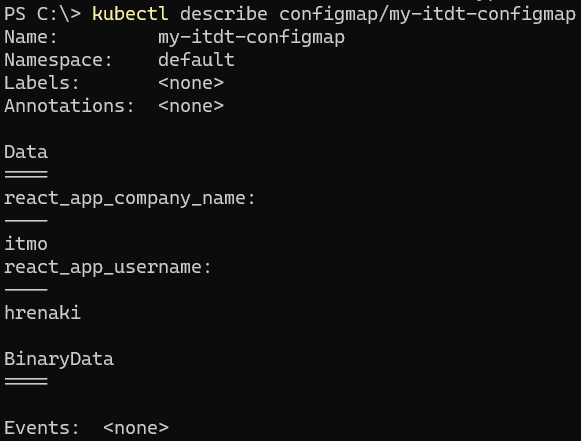 PS C:\> kubectl describe configmap/my-itdt-configmap
Name:         my-itdt-configmap
Namespace:    default
Labels:       <none>
Annotations:  <none>

Data
====
react_app_company_name:
----
itmo
react_app_username:
----
hrenaki

BinaryData
====

Events:  <none>